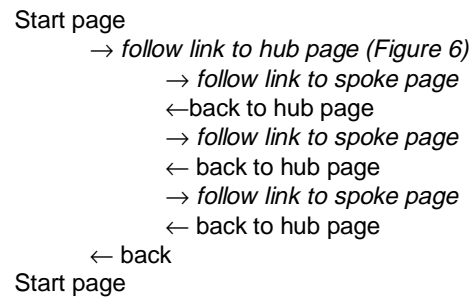 Start page
→ follow link to hub page (Figure 6)
→ follow link to spoke page
←back to hub page
→ follow link to spoke page
← back to hub page
→ follow link to spoke page
← back to hub page
← back
Start page